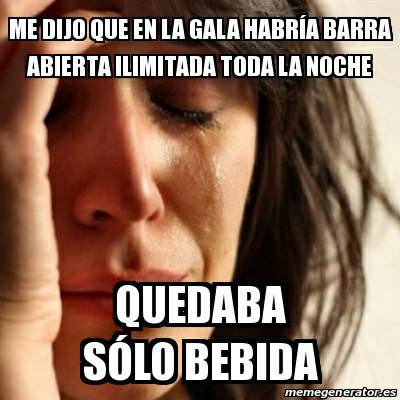 ME DIJO QUE EN LA GALA HABRÍA BARRA
ABIERTA ILIMITADA TODA LA NOCHE
QUEDABA
SÓLO BEBIDA
memegenerator.es